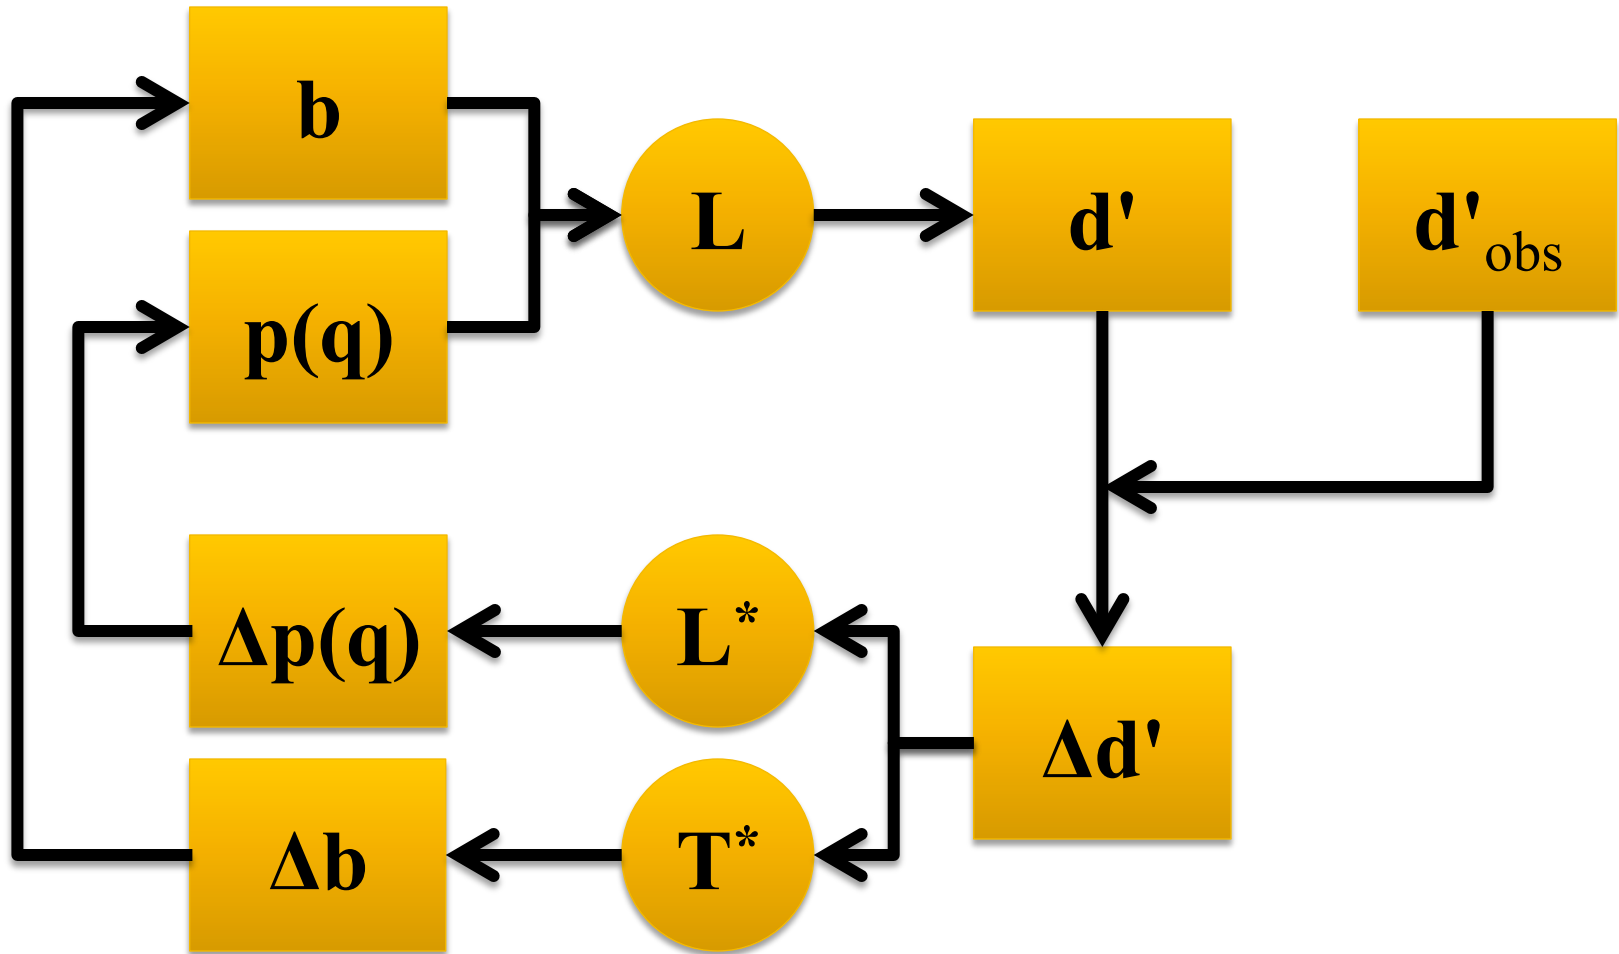 b
p(q)
L
d'
d'obs
Δp(q)
L*
Δd'
Δb
T*